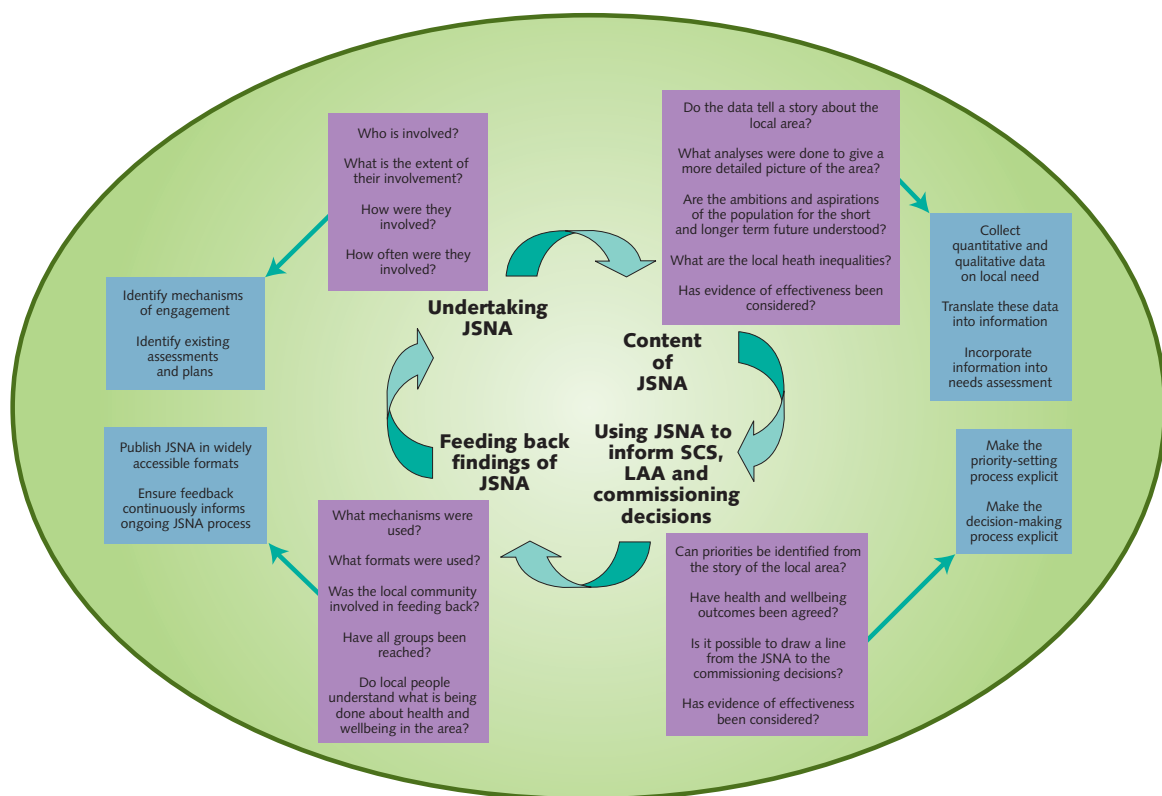 Who is involved?
What is the extent of
their involvement?
How were they
involved?
How often were they
involved?
Identify mechanisms
of engagement
Identify existing
assessments
and plans
Undertaking
JSNA
Do the data tell a story about the
local area?
What analyses were done to give a
more detailed picture of the area?
Are the ambitions and aspirations
of the population for the short
and longer term future understood?
What are the local heath inequalities?
Has evidence of effectiveness been
considered?
Collect
quantitative and
qualitative data
on local need
Translate these data
into information
Incorporate
information into
needs assessment
Content
of
JSNA
Using JSNA to
inform SCS,
LAA and
commissioning
decisions
Can priorities be identified from
the story of the local area?
Have health and wellbeing
outcomes been agreed?
Is it possible to draw a line
from the JSNA to the
commissioning decisions?
Has evidence of effectiveness
been considered?
Make the
priority-setting
process explicit
Make the
decision-making
process explicit
Feeding back
findings of
JSNA
What mechanisms were
used?
What formats were used?
Was the local community
involved in feeding back?
Have all groups been
reached?
Do local people
understand what is being
done about health and
wellbeing in the area?
Publish JSNA in widely
accessible formats
Ensure feedback
continuously informs
ongoing JSNA process